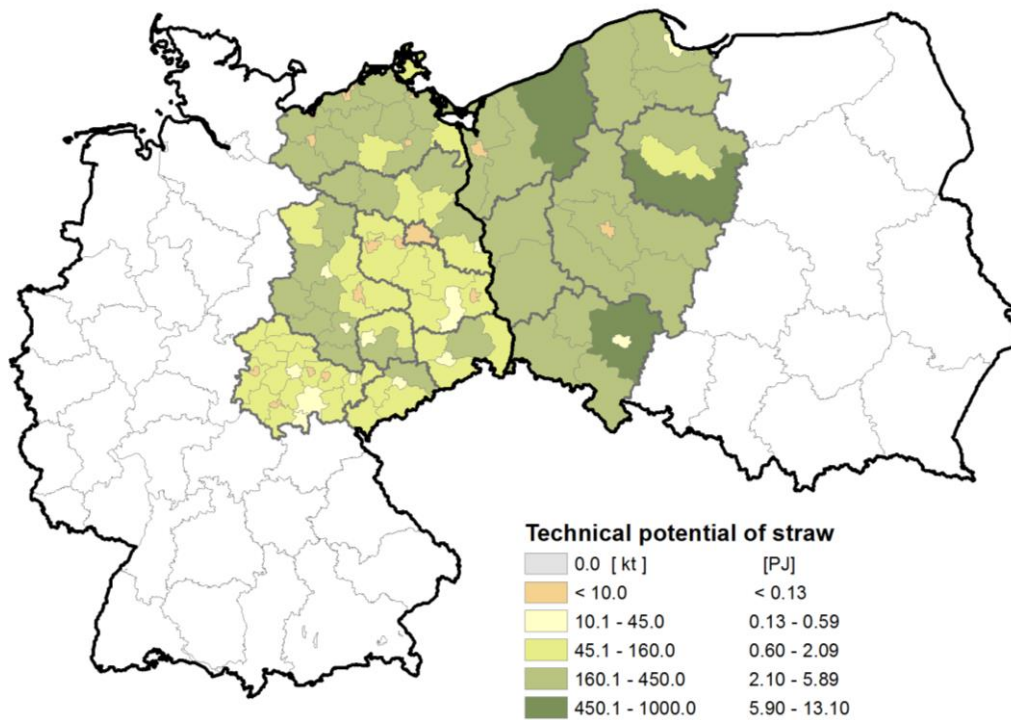 Technical potential of straw
0.0 [ kt ] [PJ]
< 10.0 < 0.13
10.1 - 45.0 0.13 - 0.59
45.1 - 160.0 0.60 - 2.09
160.1 - 450.0 2.10 - 5.89
450.1 - 1000.0 5.90 - 13.10